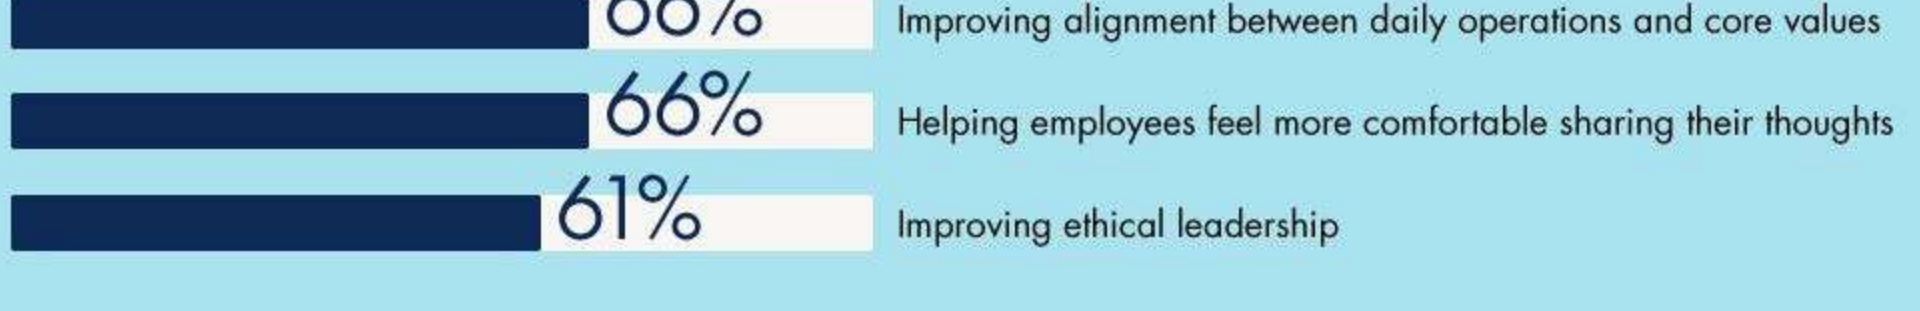 66% Improving alignment between daily operations and core values
66% Helping employees feel more comfortable sharing their thoughts
61% Improving ethical leadership